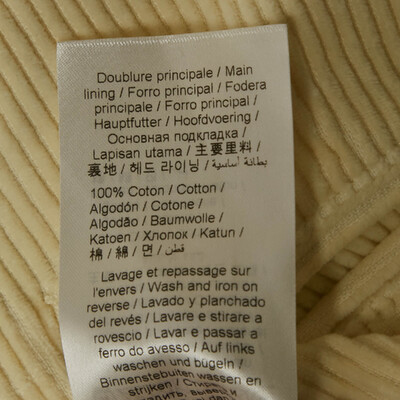 Doublure principale / Main
lining / Forro principal / Fodera
principale / Forro principal /
Hauptfutter / Hoofdvoering /
Основная подкладка /
Lapisan utama / 主要里料 /
裏地 / 헤드 라이닝 / بطانة أساسية /
100% Coton / Cotton /
Algodón / Cotone /
Algodão / Baumwolle /
Katoen / Хлопок / Katun /
棉 / 綿 / 면 / قطن /
Lavage et repassage sur
l'envers / Wash and iron on
reverse / Lavado y planchado
del revés / Lavare e stirare a
rovescio / Lavar e passar a
ferro do avesso / Auf links
waschen und bügeln /
Binnenstebuiten wassen en
strijken /